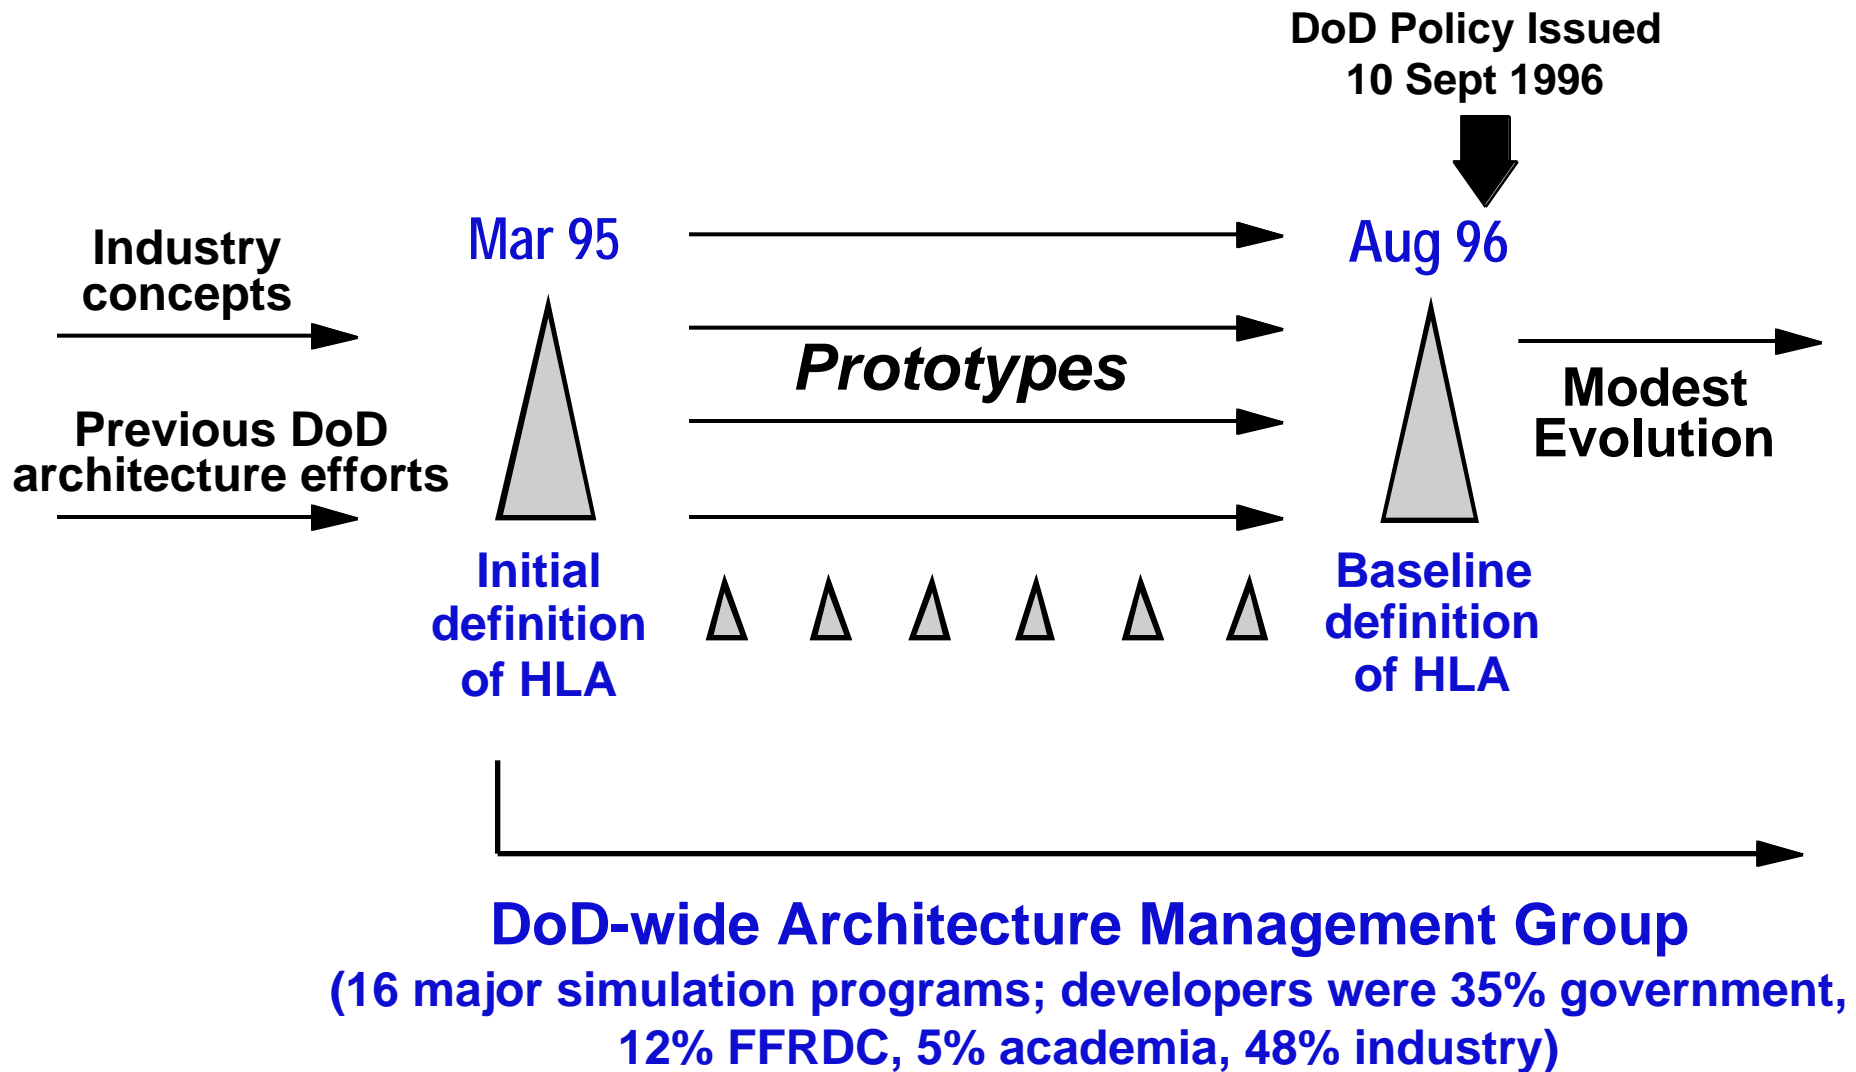 DoD Policy Issued
10 Sept 1996
Industry
concepts
Previous DoD
architecture efforts
Mar 95
Initial
definition
of HLA
Prototypes
Aug 96
Baseline
definition
of HLA
Modest
Evolution
DoD-wide Architecture Management Group
(16 major simulation programs; developers were 35% government,
12% FFRDC, 5% academia, 48% industry)